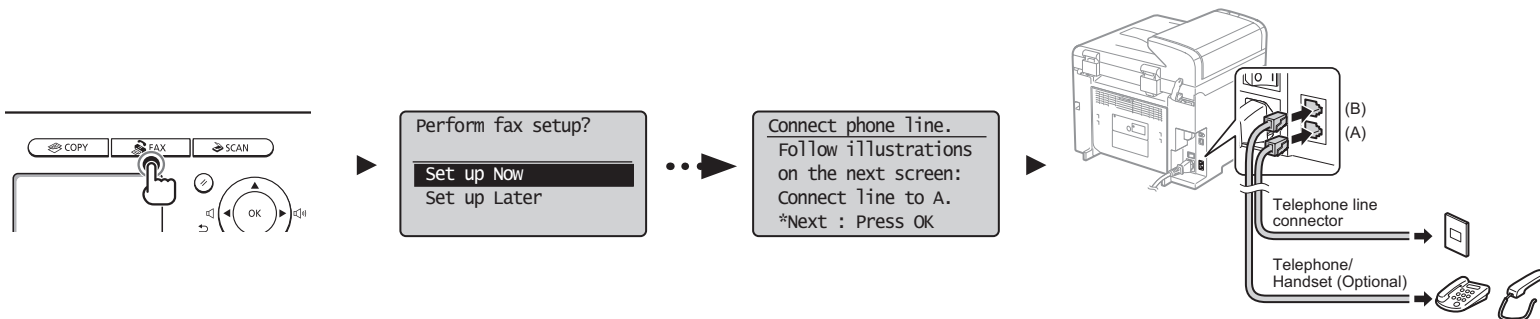 COPY
FAX
SCAN
OK
Perform fax setup?
Set up Now
Set up Later
Connect phone line.
Follow illustrations
on the next screen:
Connect line to A.
*Next : Press OK
(B)
(A)
Telephone line
connector
Telephone/
Handset (Optional)